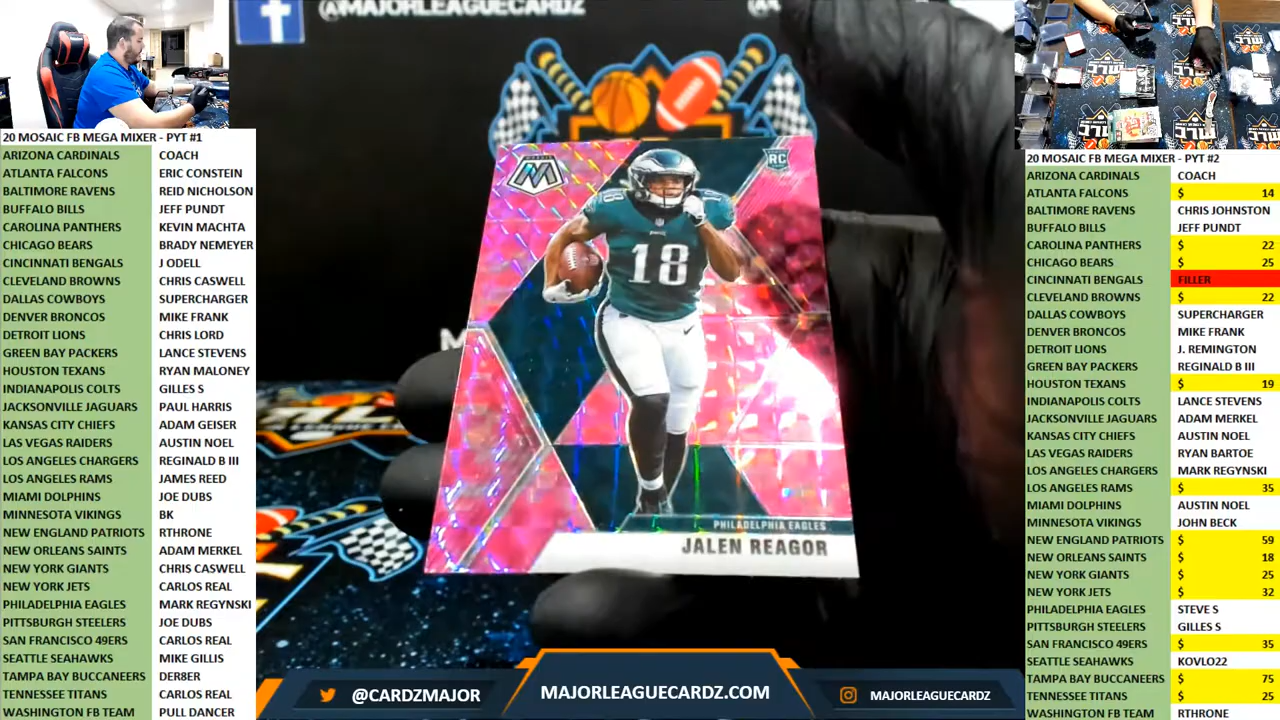 @MAJORLEAGUECARDZ
20 MOSAIC FB MEGA MIXER - PYT #1
ARIZONA CARDINALS COACH
ATLANTA FALCONS ERIC CONSTEIN
BALTIMORE RAVENS REID NICHOLSON
BUFFALO BILLS JEFF PUNDT
CAROLINA PANTHERS KEVIN MACHTA
CHICAGO BEARS BRADY NEMEYER
CINCINNATI BENGALS J ODELL
CLEVELAND BROWNS CHRIS CASWELL
DALLAS COWBOYS SUPERCHARGER
DENVER BRONCOS MIKE FRANK
DETROIT LIONS CHRIS LORD
GREEN BAY PACKERS LANCE STEVENS
HOUSTON TEXANS RYAN MALONEY
INDIANAPOLIS COLTS GILLES S
JACKSONVILLE JAGUARS PAUL HARRIS
KANSAS CITY CHIEFS ADAM GEISER
LAS VEGAS RAIDERS AUSTIN NOEL
LOS ANGELES CHARGERS REGINALD B III
LOS ANGELES RAMS JAMES REED
MIAMI DOLPHINS JOE DUBS
MINNESOTA VIKINGS BK
NEW ENGLAND PATRIOTS RTHRONE
NEW ORLEANS SAINTS ADAM MERKEL
NEW YORK GIANTS CHRIS CASWELL
NEW YORK JETS CARLOS REAL
PHILADELPHIA EAGLES MARK REGYNSKI
PITTSBURGH STEELERS JOE DUBS
SAN FRANCISCO 49ERS CARLOS REAL
SEATTLE SEAHAWKS MIKE GILLIS
TAMPA BAY BUCCANEERS DER8ER
TENNESSEE TITANS CARLOS REAL
WASHINGTON FB TEAM PULL DANCER
MOSAIC
RC
18
18
PHILADELPHIA EAGLES
JALEN REAGOR
@CARDZMAJOR
MAJORLEAGUECARDZ.COM
MAJORLEAGUECARDZ
20 MOSAIC FB MEGA MIXER - PYT #2
ARIZONA CARDINALS COACH
ATLANTA FALCONS $ 14
BALTIMORE RAVENS CHRIS JOHNSTON
BUFFALO BILLS JEFF PUNDT
CAROLINA PANTHERS $ 22
CHICAGO BEARS $ 25
CINCINNATI BENGALS FILLER
CLEVELAND BROWNS $ 22
DALLAS COWBOYS SUPERCHARGER
DENVER BRONCOS MIKE FRANK
DETROIT LIONS J. REMINGTON
GREEN BAY PACKERS REGINALD B III
HOUSTON TEXANS $ 19
INDIANAPOLIS COLTS LANCE STEVENS
JACKSONVILLE JAGUARS ADAM MERKEL
KANSAS CITY CHIEFS AUSTIN NOEL
LAS VEGAS RAIDERS RYAN BARTOE
LOS ANGELES CHARGERS MARK REGYNSKI
LOS ANGELES RAMS $ 35
MIAMI DOLPHINS AUSTIN NOEL
MINNESOTA VIKINGS JOHN BECK
NEW ENGLAND PATRIOTS $ 59
NEW ORLEANS SAINTS $ 18
NEW YORK GIANTS $ 25
NEW YORK JETS $ 32
PHILADELPHIA EAGLES STEVE S
PITTSBURGH STEELERS GILLES S
SAN FRANCISCO 49ERS $ 35
SEATTLE SEAHAWKS KOVLO22
TAMPA BAY BUCCANEERS $ 75
TENNESSEE TITANS $ 25
WASHINGTON FB TEAM RTHRONE